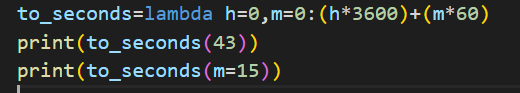 to_seconds=lambda h=0,m=0:(h*3600)+(m*60)
print(to_seconds(43))
print(to_seconds(m=15))